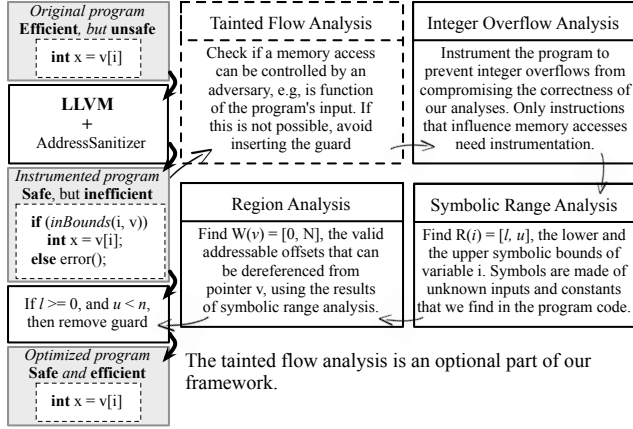 Original program
Efficient, but unsafe
int x = v[i]
LLVM
+
AddressSanitizer
Instrumented program
Safe, but inefficient
if (inBounds(i, v))
int x = v[i];
else error();
If l >= 0, and u < n,
then remove guard
Optimized program
Safe and efficient
int x = v[i]
Tainted Flow Analysis
Check if a memory access
can be controlled by an
adversary, e.g, is function
of the program's input. If
this is not possible, avoid
inserting the guard
Integer Overflow Analysis
Instrument the program to
prevent integer overflows from
compromising the correctness of
our analyses. Only instructions
that influence memory accesses
need instrumentation.
Region Analysis
Find W(v) = [0, N], the valid
addressable offsets that can
be dereferenced from
pointer v, using the results
of symbolic range analysis.
Symbolic Range Analysis
Find R(i) = [l, u], the lower and
the upper symbolic bounds of
variable i. Symbols are made of
unknown inputs and constants
that we find in the program code.
The tainted flow analysis is an optional part of our
framework.